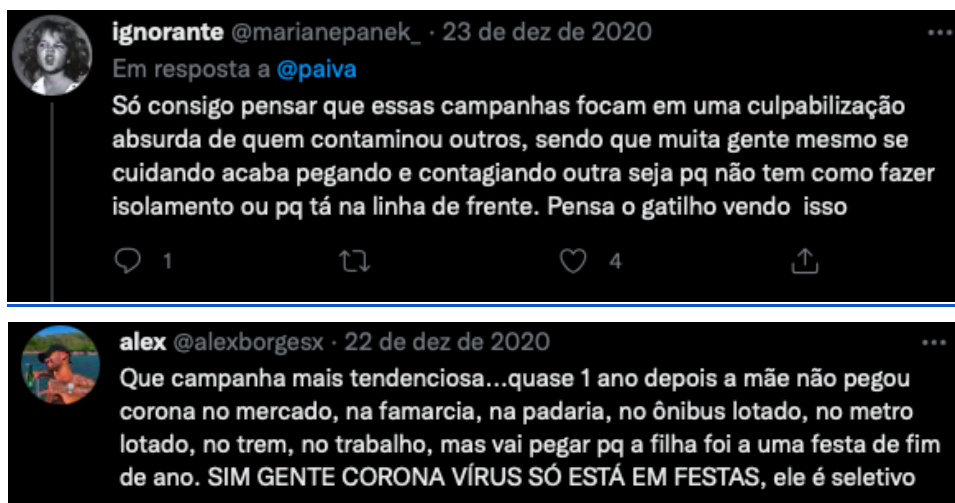 ignorante @marianepanek_ · 23 de dez de 2020
Em resposta a @paiva
Só consigo pensar que essas campanhas focam em uma culpabilização
absurda de quem contaminou outros, sendo que muita gente mesmo se
cuidando acaba pegando e contagiando outra seja pq não tem como fazer
isolamento ou pq tá na linha de frente. Pensa o gatilho vendo  isso
1 4
alex @alexborgesx · 22 de dez de 2020
Que campanha mais tendenciosa...quase 1 ano depois a mãe não pegou
corona no mercado, na famarcia, na padaria, no ônibus lotado, no metro
lotado, no trem, no trabalho, mas vai pegar pq a filha foi a uma festa de fim
de ano. SIM GENTE CORONA VÍRUS SÓ ESTÁ EM FESTAS, ele é seletivo